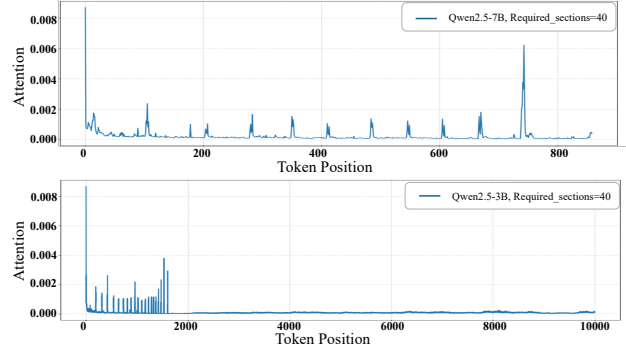 Qwen2.5-7B, Required_sections=40
Attention
0.008
0.006
0.004
0.002
0.000
0 200 400 600 800
Token Position
Qwen2.5-3B, Required_sections=40
Attention
0.008
0.006
0.004
0.002
0.000
0 2000 4000 6000 8000 10000
Token Position